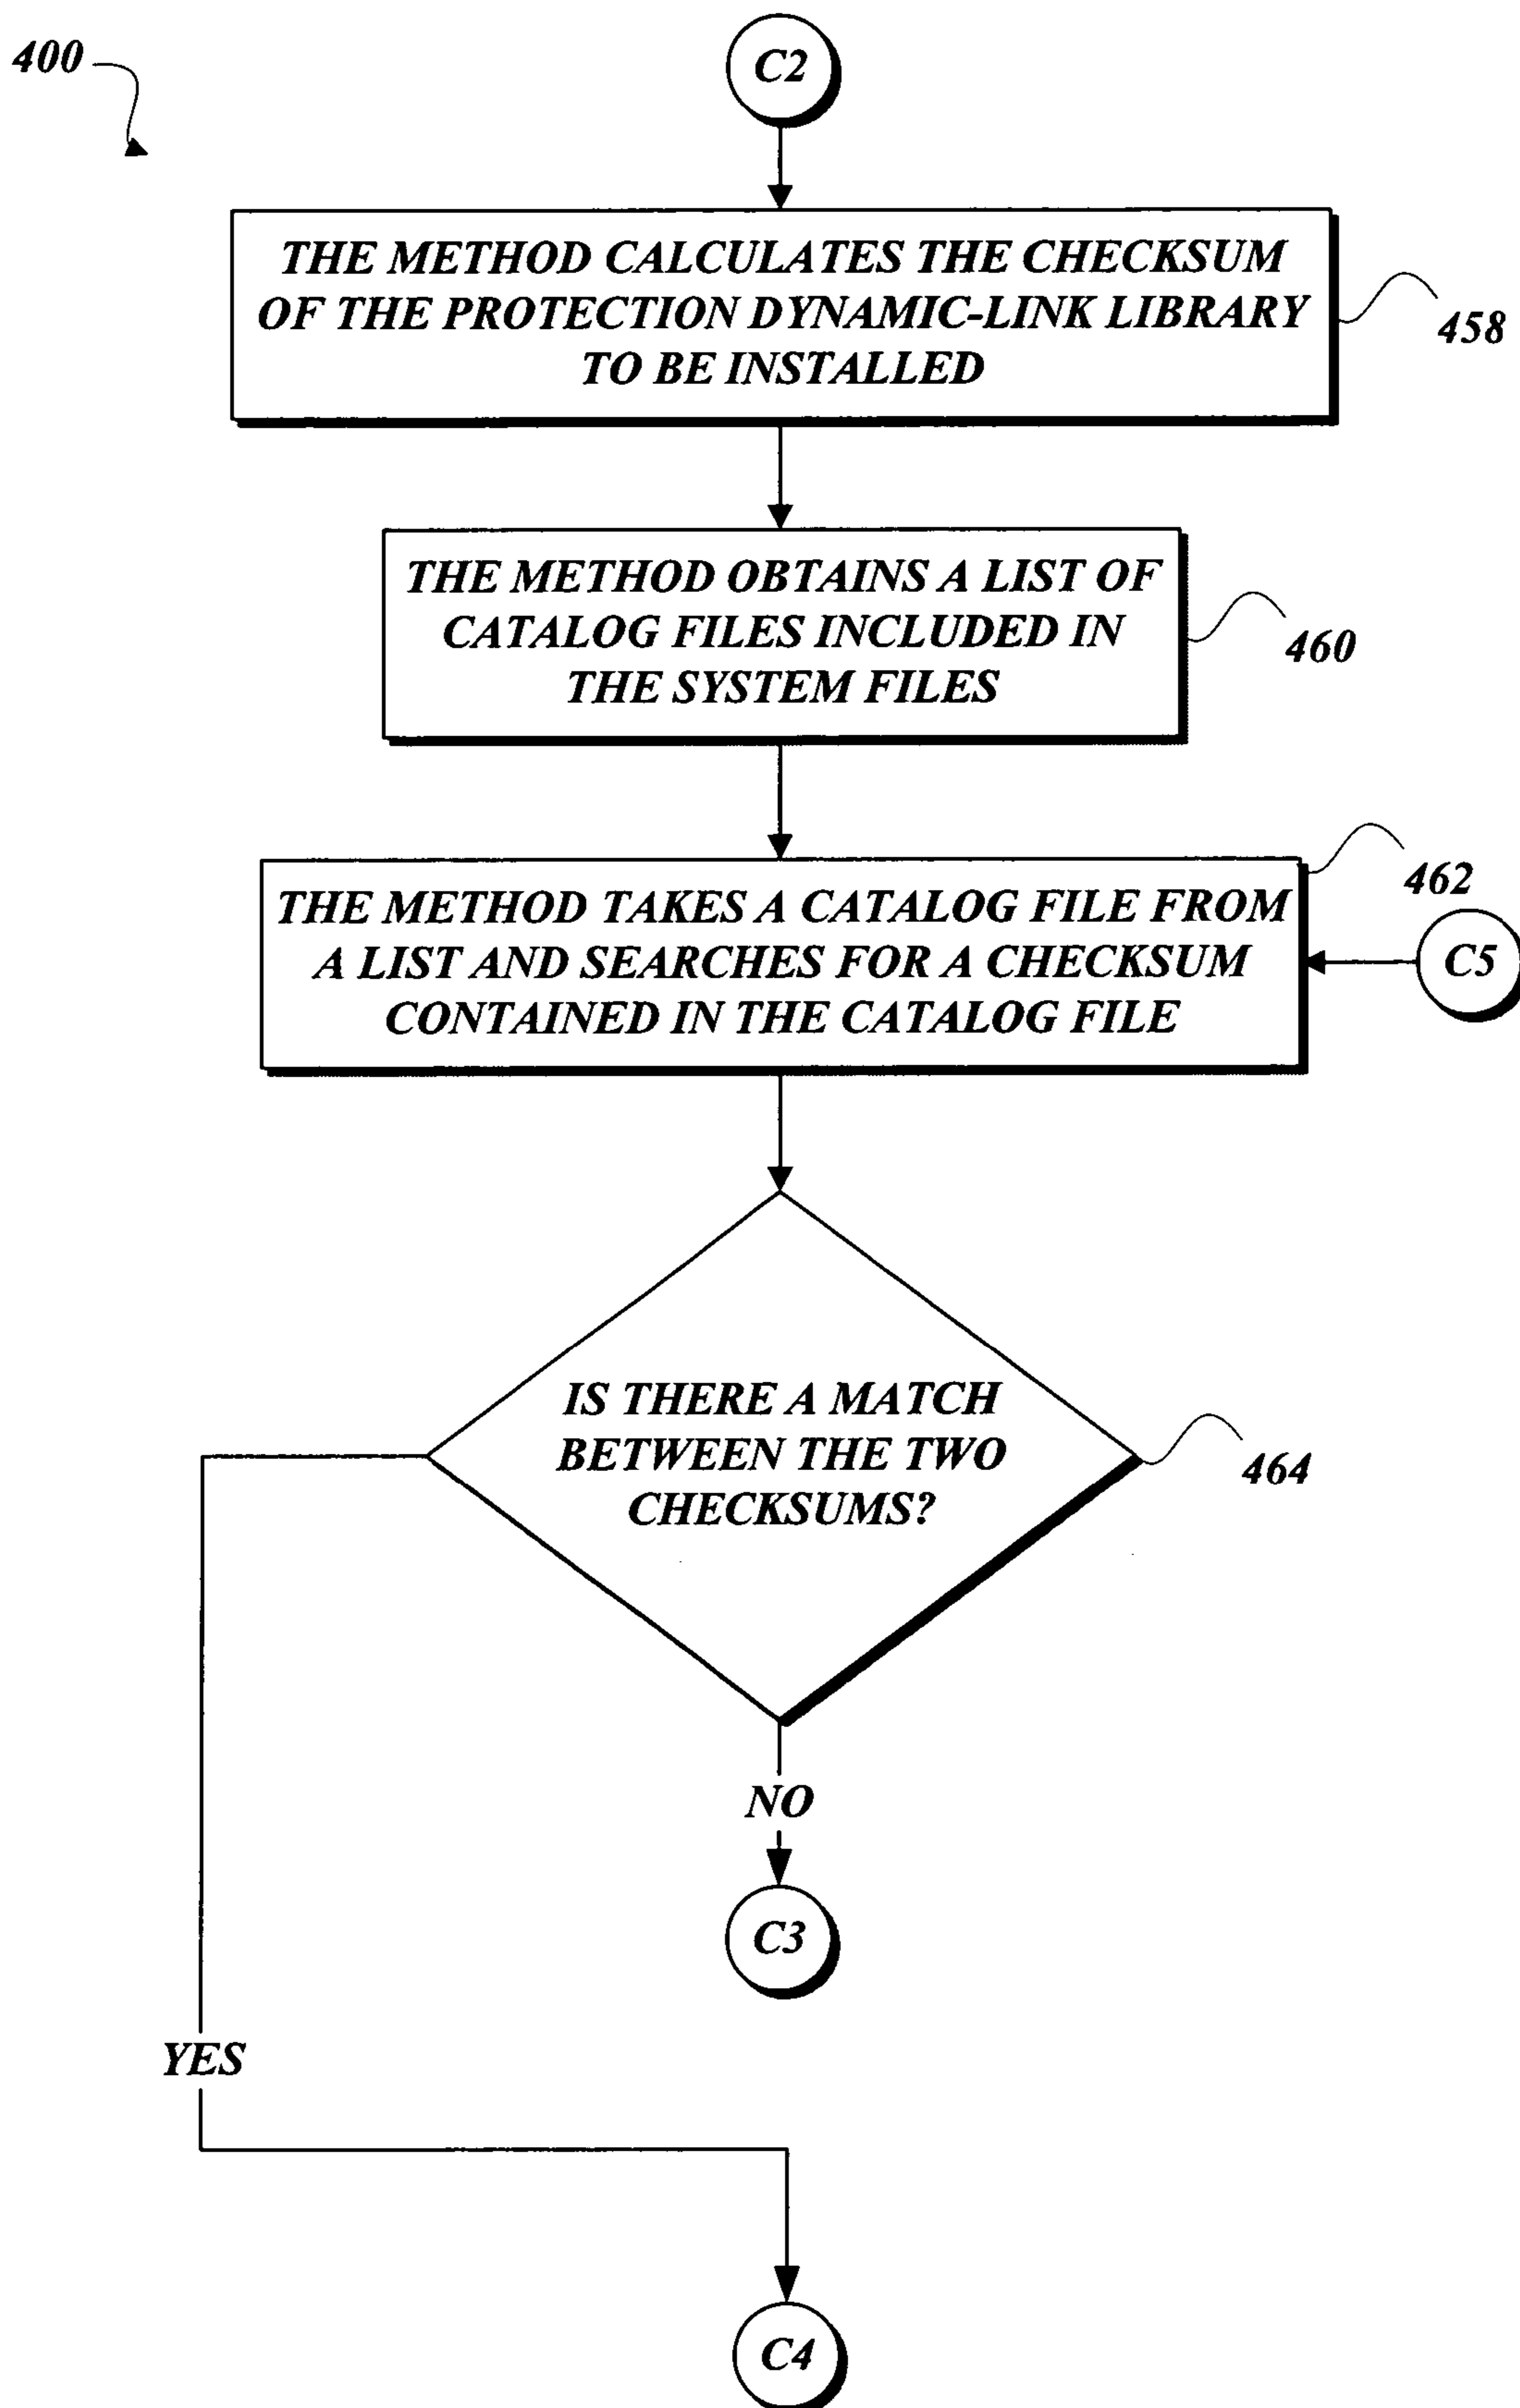 400
C2
THE METHOD CALCULATES THE CHECKSUM
OF THE PROTECTION DYNAMIC-LINK LIBRARY
TO BE INSTALLED
458
THE METHOD OBTAINS A LIST OF
CATALOG FILES INCLUDED IN
THE SYSTEM FILES
460
THE METHOD TAKES A CATALOG FILE FROM
A LIST AND SEARCHES FOR A CHECKSUM
CONTAINED IN THE CATALOG FILE
462
C5
IS THERE A MATCH
BETWEEN THE TWO
CHECKSUMS?
464
NO
C3
YES
C4